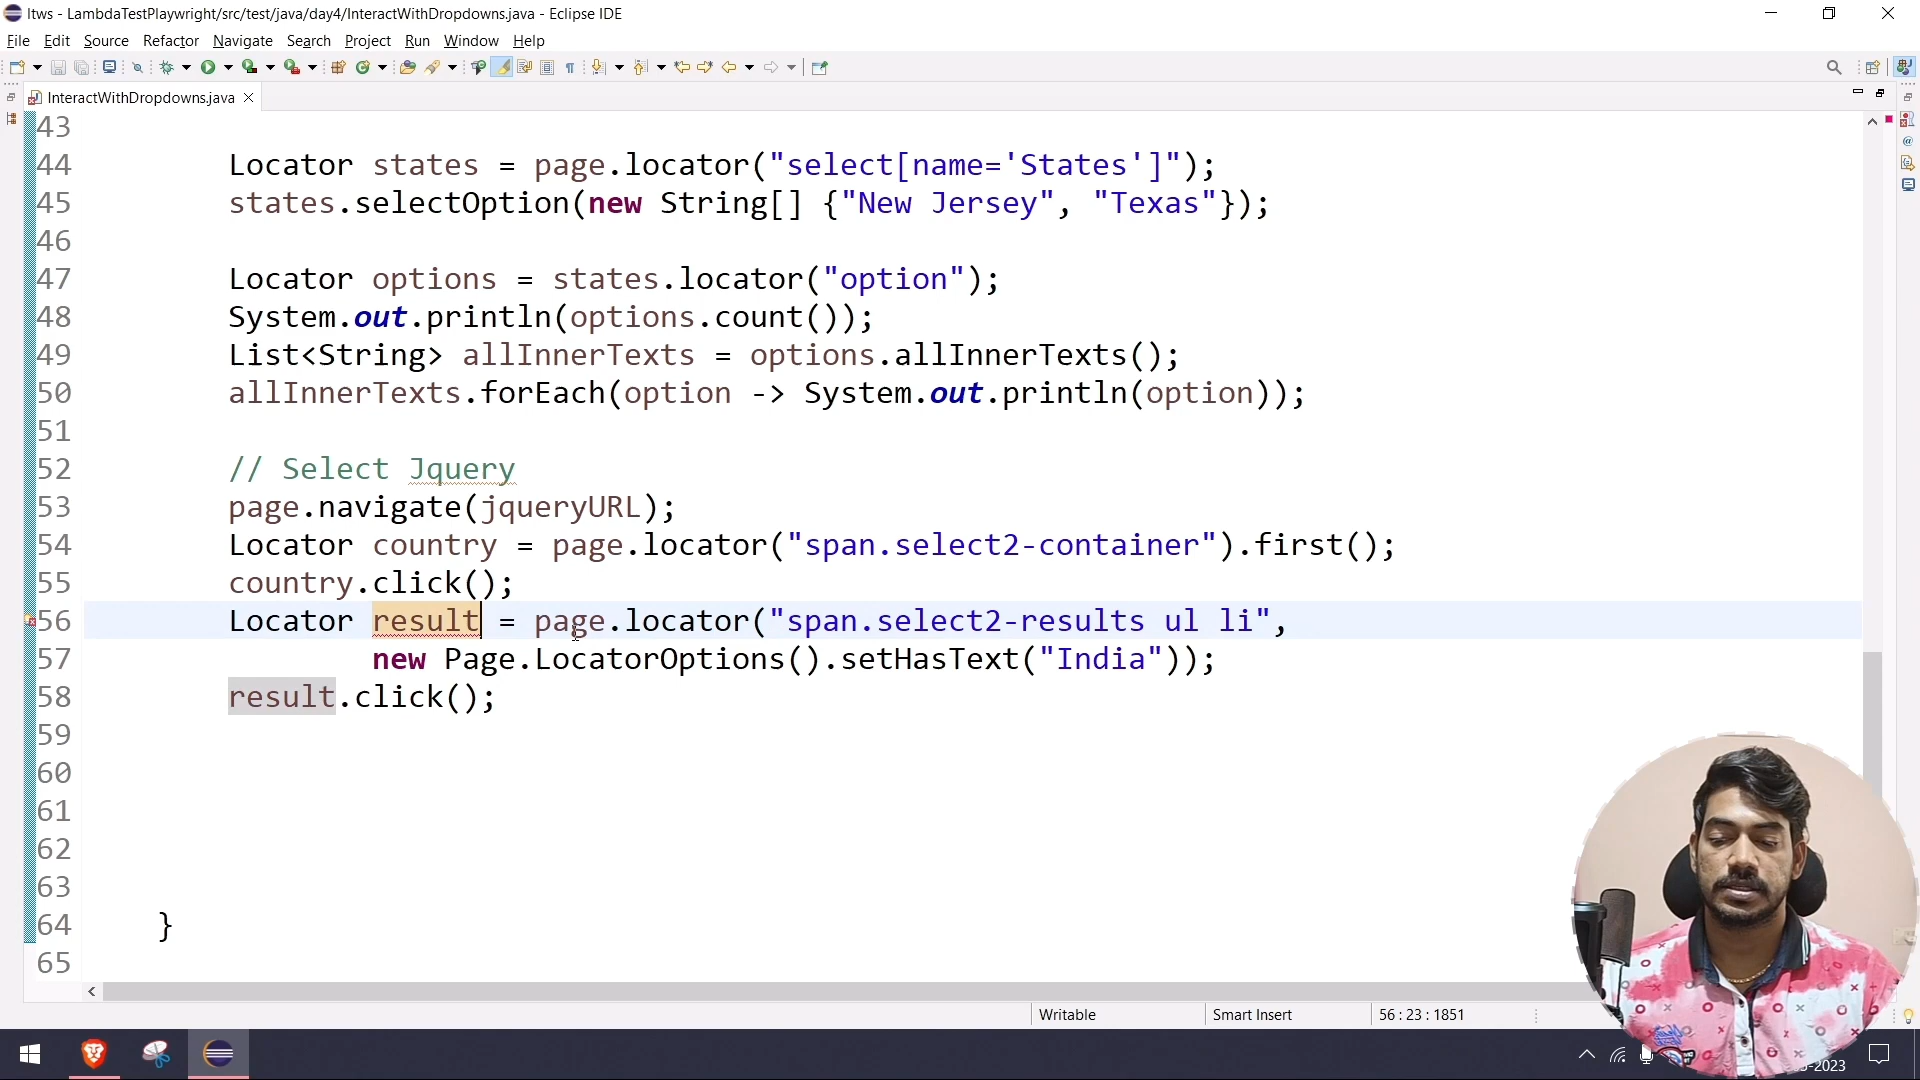 ltws - LambdaTestPlaywright/src/test/java/day4/InteractWithDropdowns.java - Eclipse IDE
File Edit Source Refactor Navigate Search Project Run Window Help
InteractWithDropdowns.java
43
44 Locator states = page.locator("select[name='States']");
45 states.selectOption(new String[] {"New Jersey", "Texas"});
46
47 Locator options = states.locator("option");
48 System.out.println(options.count());
49 List<String> allInnerTexts = options.allInnerTexts();
50 allInnerTexts.forEach(option -> System.out.println(option));
51
52 // Select Jquery
53 page.navigate(jqueryURL);
54 Locator country = page.locator("span.select2-container").first();
55 country.click();
56 Locator result = page.locator("span.select2-results ul li",
57 new Page.LocatorOptions().setHasText("India"));
58 result.click();
59
60
61
62
63
64 }
65
Writable Smart Insert 56 : 23 : 1851
-2023